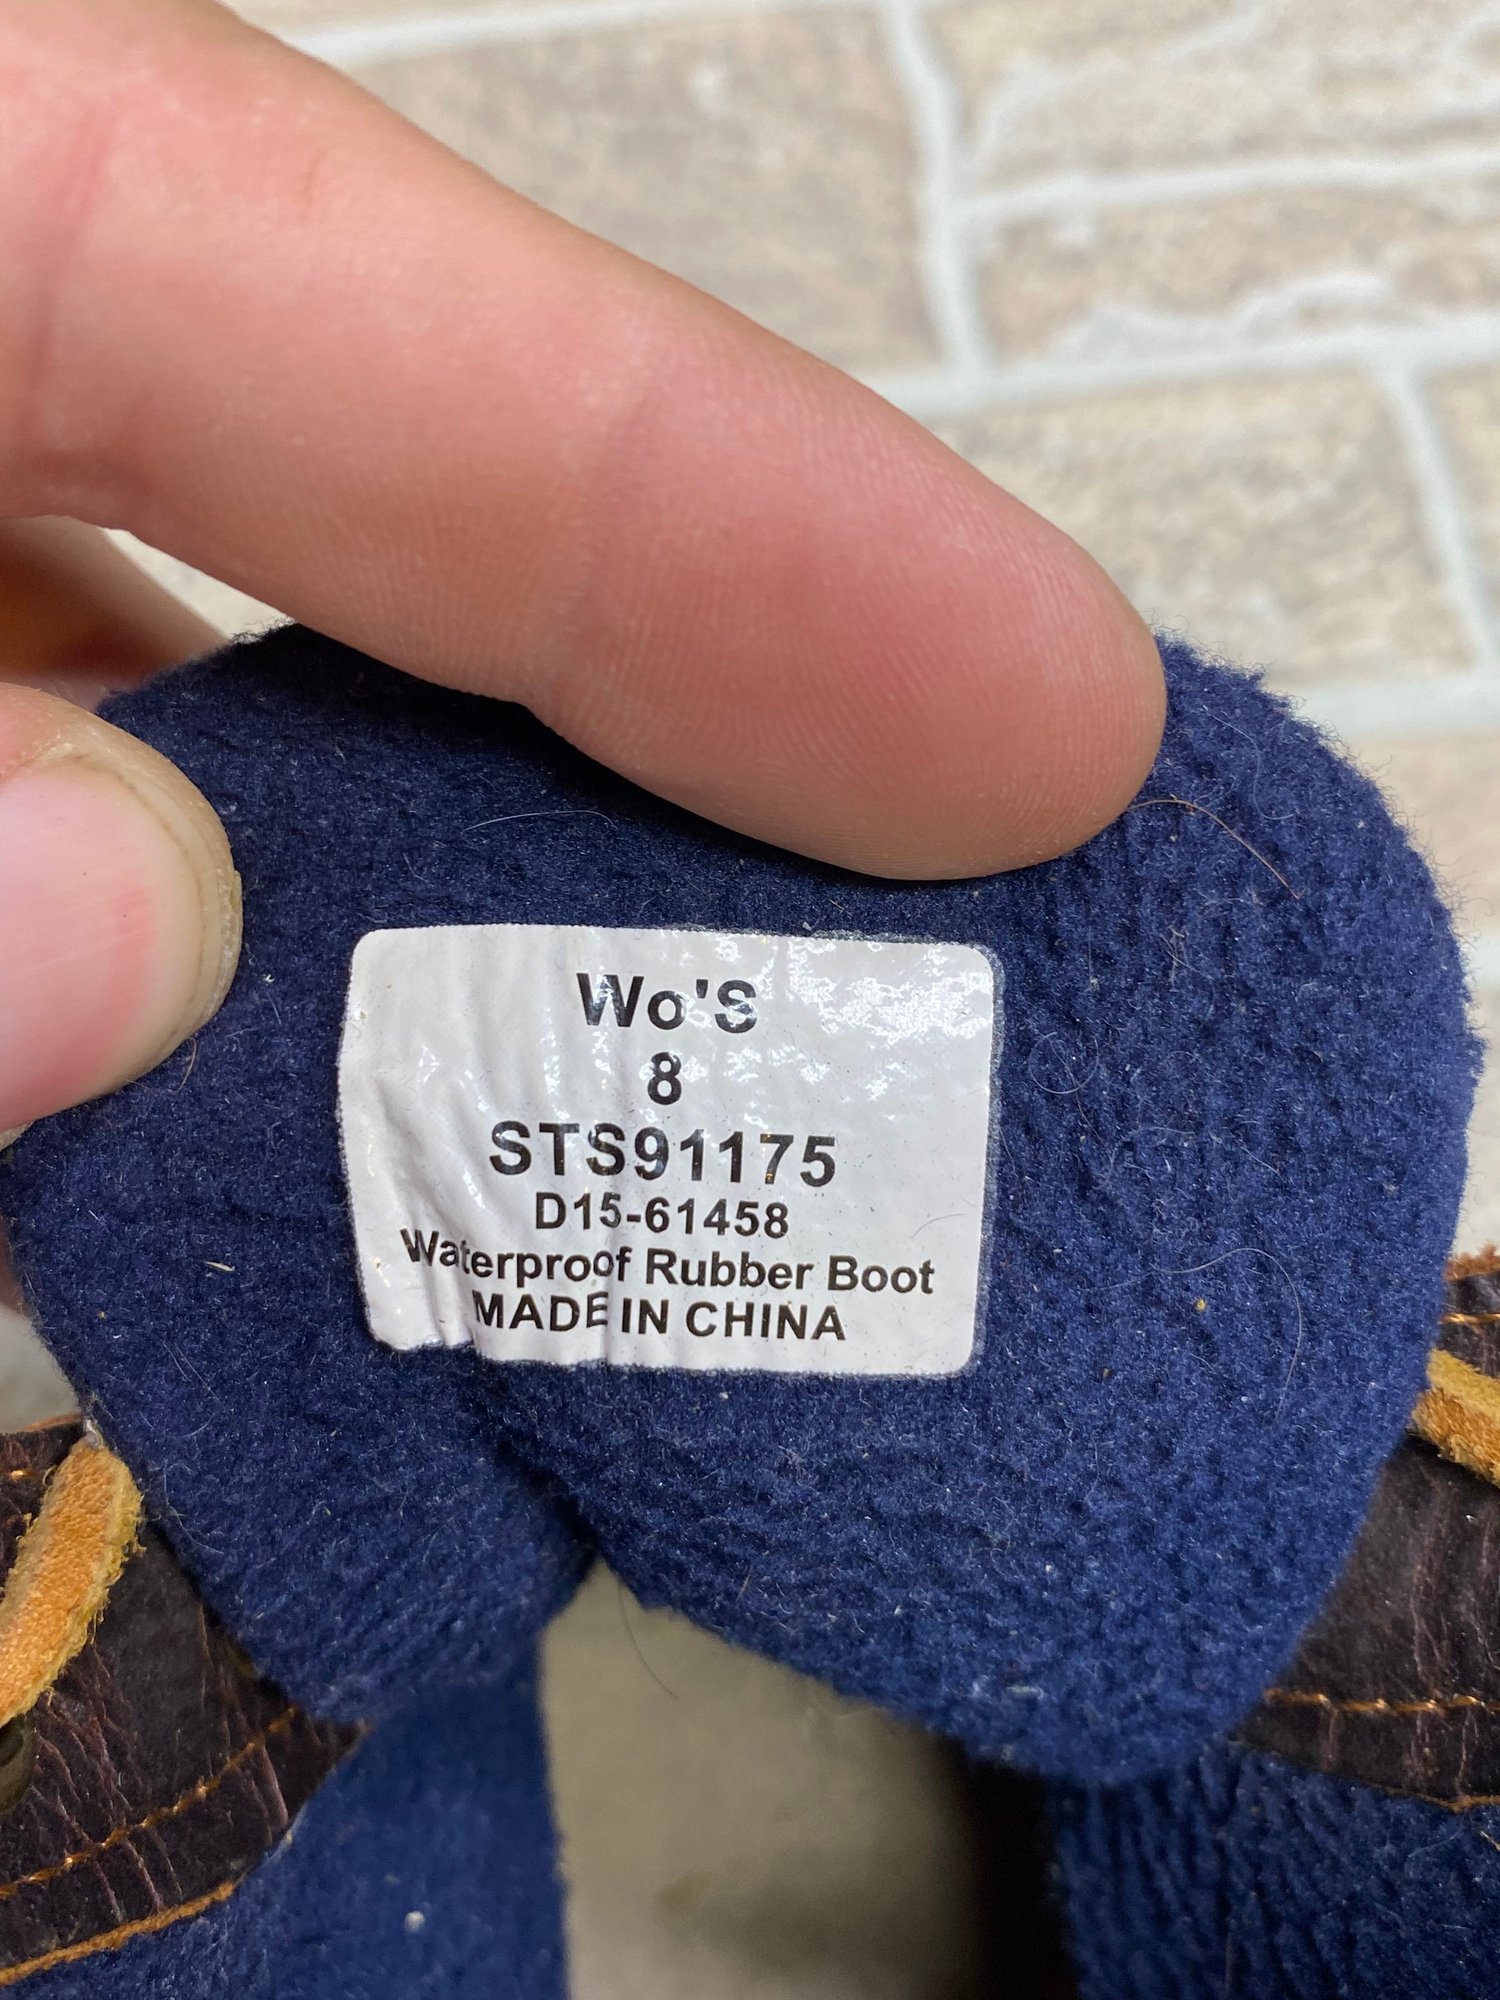 Wo'S
8
STS91175
D15-61458
Waterproof Rubber Boot
MADE IN CHINA